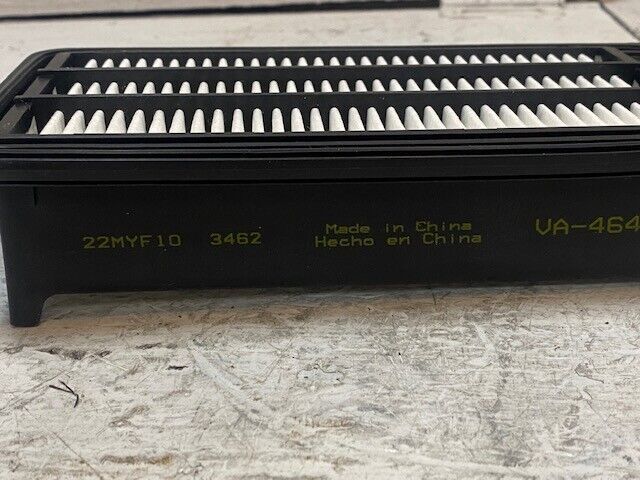 22MYF10 3462
Made in China
Hecho en China
VA-464